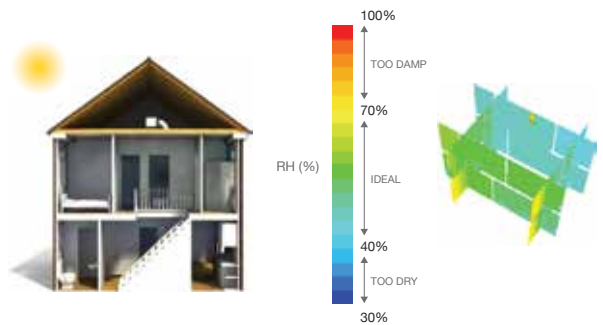 100%
TOO DAMP
70%
RH (%)
IDEAL
40%
TOO DRY
30%